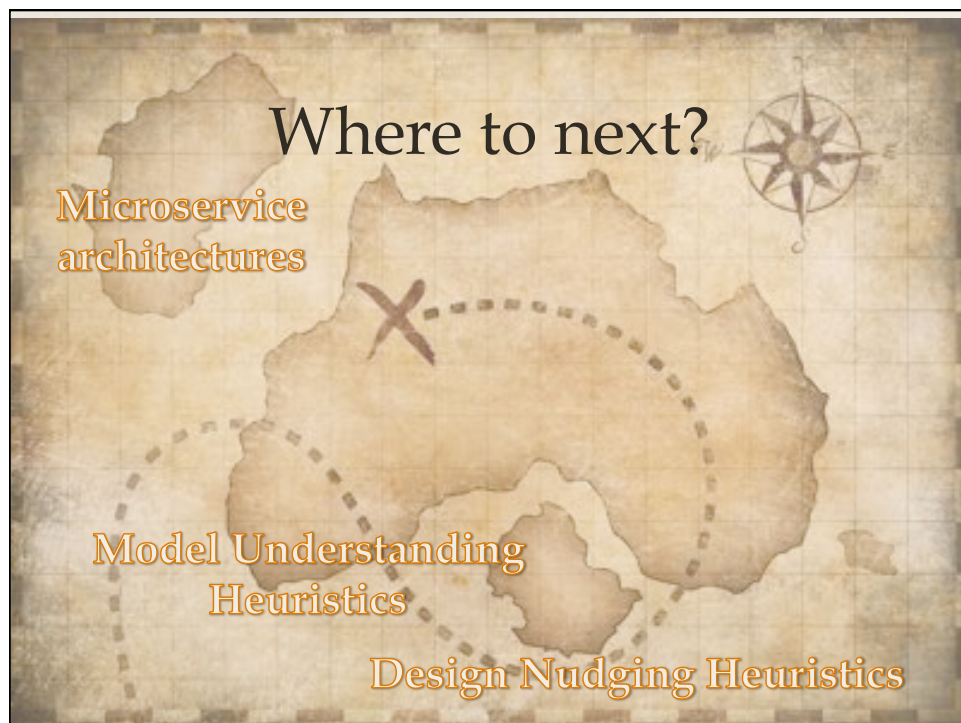 Where to next?
Microservice
architectures
Model Understanding
Heuristics
Design Nudging Heuristics